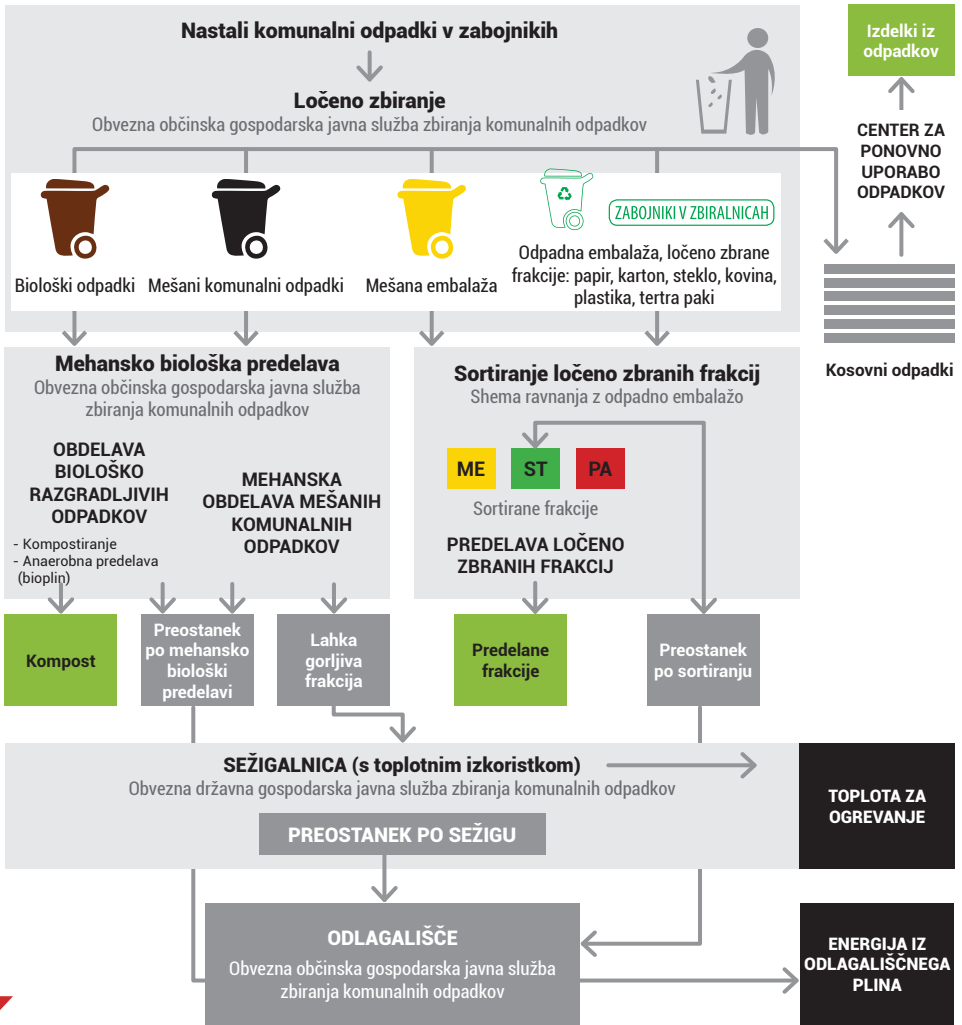 Nastali komunalni odpadki v zabojnikih
Ločeno zbiranje
Obvezna občinska gospodarska javna služba zbiranja komunalnih odpadkov
Izdelki iz
odpadkov
CENTER ZA
PONOVNO
UPORABO
ODPADKOV
Kosovni odpadki
Biološki odpadki
Mešani komunalni odpadki
Mešana embalaža
ZABOJNIKI V ZBIRALNICAH
Odpadna embalaža, ločeno zbrane
frakcije: papir, karton, steklo, kovina,
plastika, tertra paki
Mehansko biološka predelava
Obvezna občinska gospodarska javna služba
zbiranja komunalnih odpadkov
OBDELAVA
BIOLOŠKO
RAZGRADLJIVIH
ODPADKOV
- Kompostiranje
- Anaerobna predelava
(bioplin)
MEHANSKA
OBDELAVA MEŠANIH
KOMUNALNIH
ODPADKOV
Sortiranje ločeno zbranih frakcij
Shema ravnanja z odpadno embalažo
ME
ST
PA
Sortirane frakcije
PREDELAVA LOČENO
ZBRANIH FRAKCIJ
Kompost
Preostanek
po mehansko
biološki
predelavi
Lahka
gorljiva
frakcija
Predelane
frakcije
Preostanek
po sortiranju
SEŽIGALNICA (s toplotnim izkoristkom)
Obvezna državna gospodarska javna služba zbiranja komunalnih odpadkov
PREOSTANEK PO SEŽIGU
TOPLOTA ZA
OGREVANJE
ODLAGALIŠČE
Obvezna občinska gospodarska javna služba
zbiranja komunalnih odpadkov
ENERGIJA IZ
ODLAGALIŠČNEGA
PLINA